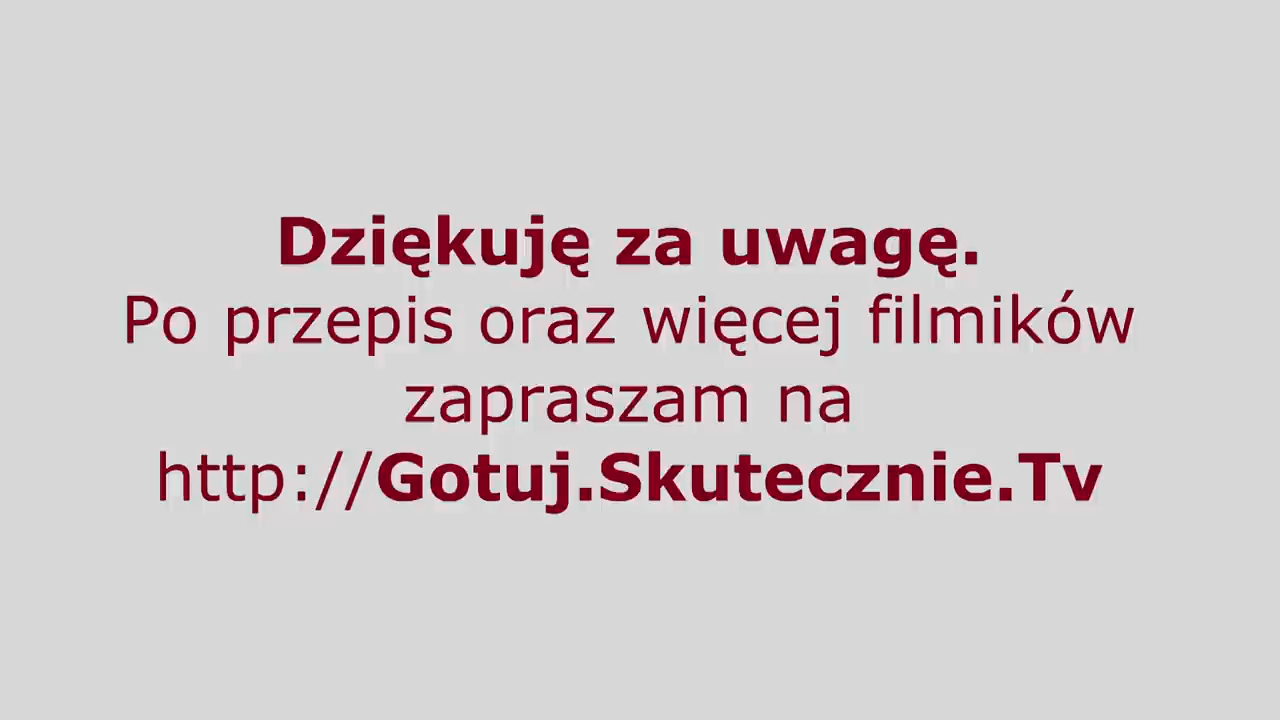 Dziękuję za uwagę.
Po przepis oraz więcej filmików
zapraszam na
http://Gotuj.Skutecznie.Tv